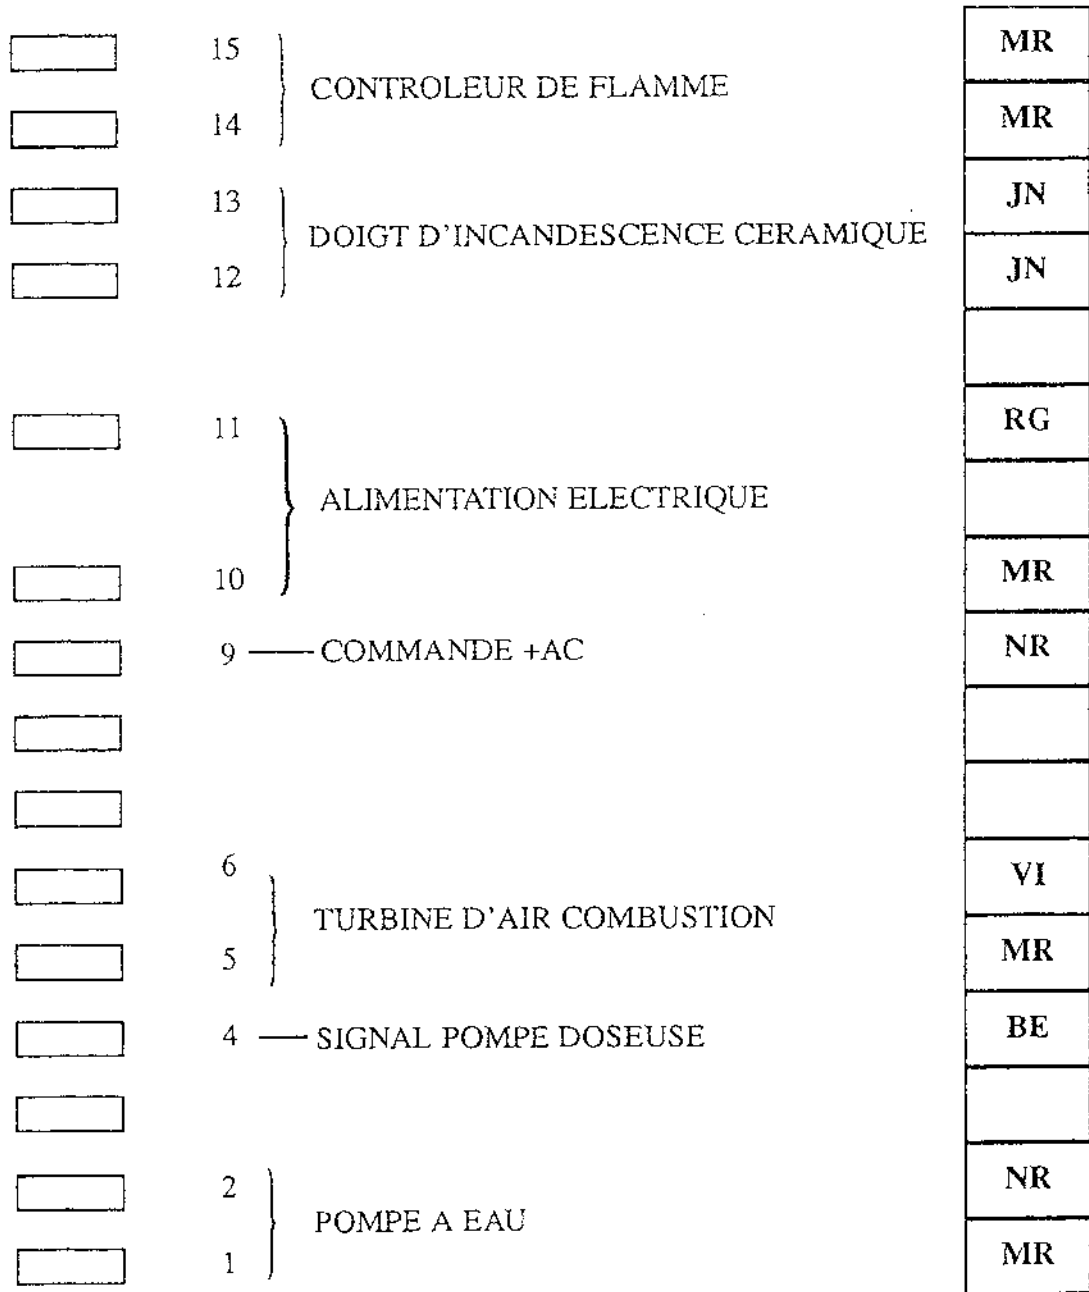 15 MR
CONTROLEUR DE FLAMME
14 MR
13 JN
DOIGT D'INCANDESCENCE CERAMIQUE
12 JN
11 RG
ALIMENTATION ELECTRIQUE
10 MR
9 COMMANDE +AC NR
6 VI
TURBINE D'AIR COMBUSTION
5 MR
4 SIGNAL POMPE DOSEUSE BE
2 NR
POMPE A EAU
1 MR